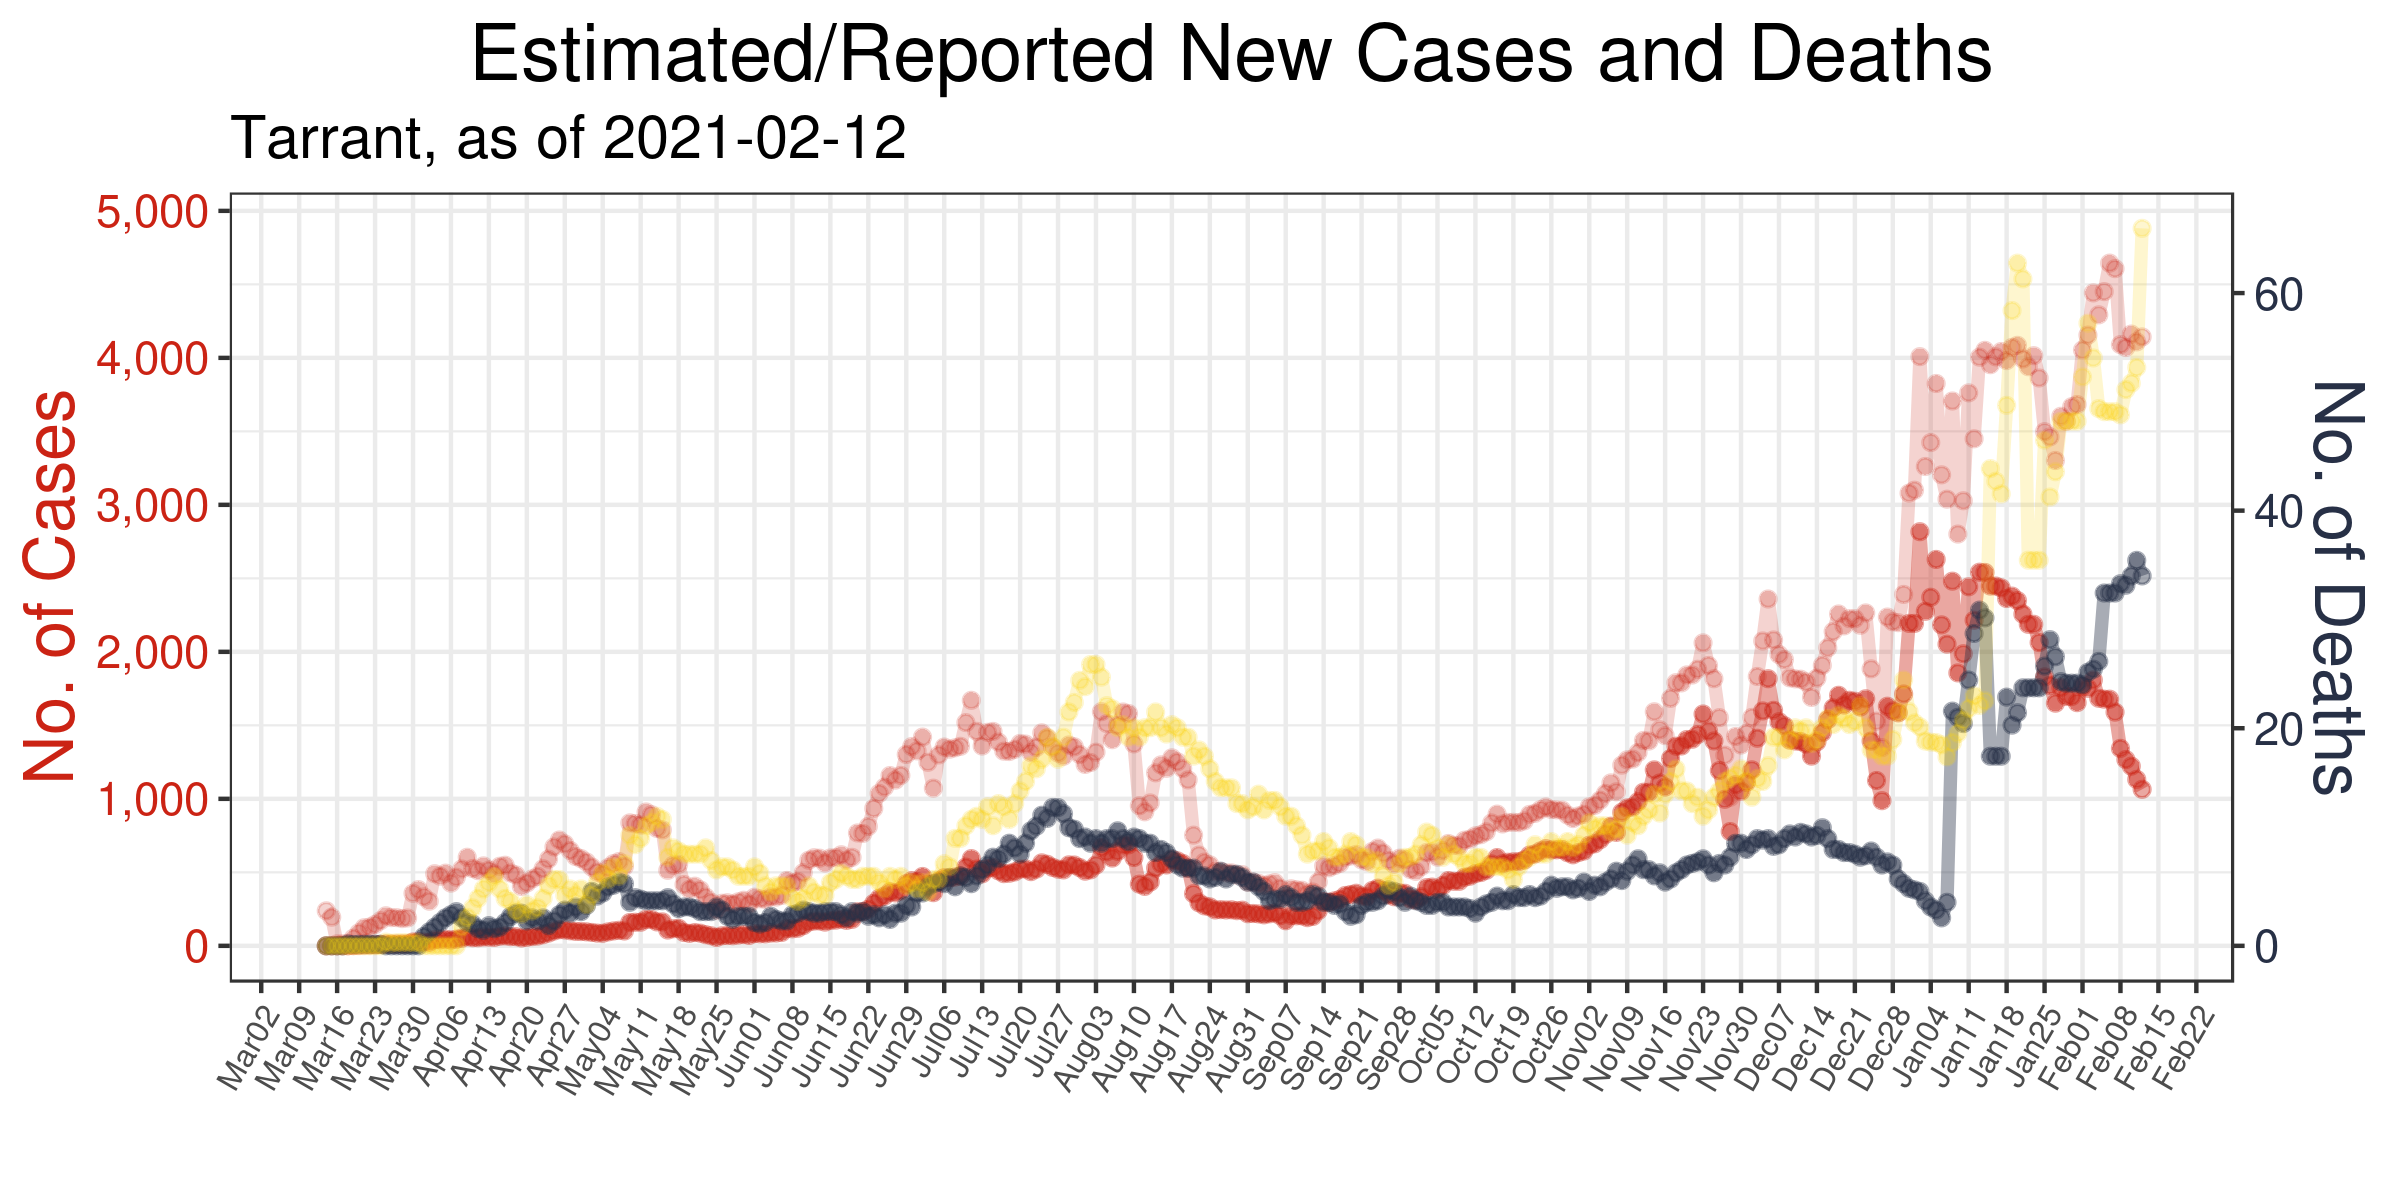 Estimated/Reported New Cases and Deaths
Tarrant, as of 2021-02-12
No. of Cases
5,000
4,000
3,000
2,000
1,000
0
60
40
20
0
No. of Deaths
Mar02 Mar09 Mar16 Mar23 Mar30 Apr06 Apr13 Apr20 Apr27 May04 May11 May18 May25 Jun01 Jun08 Jun15 Jun22 Jun29 Jul06 Jul13 Jul20 Jul27 Aug03 Aug10 Aug17 Aug24 Aug31 Sep07 Sep14 Sep21 Sep28 Oct05 Oct12 Oct19 Oct26 Nov02 Nov09 Nov16 Nov23 Nov30 Dec07 Dec14 Dec21 Dec28 Jan04 Jan11 Jan18 Jan25 Feb01 Feb08 Feb15 Feb22